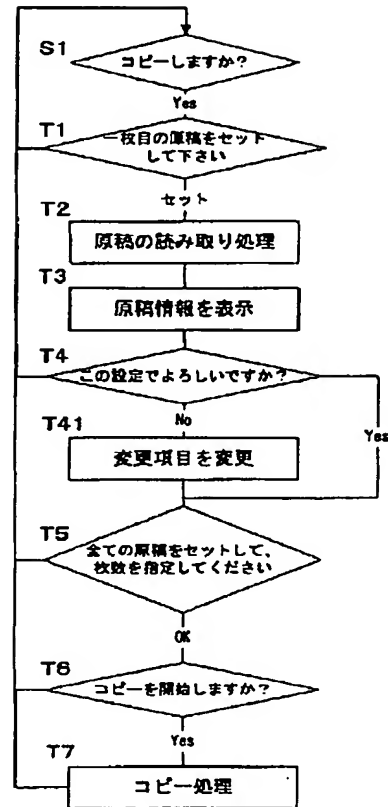 S1
コピーしますか?
Yes
T1
一枚目の原稿をセット
して下さい
セット
T2
原稿の読み取り処理
T3
原稿情報を表示
T4
この設定でよろしいですか?
No
Yes
T41
変更項目を変更
T5
全ての原稿をセットして、
枚数を指定してください
OK
T6
コピーを開始しますか?
Yes
T7
コピー処理